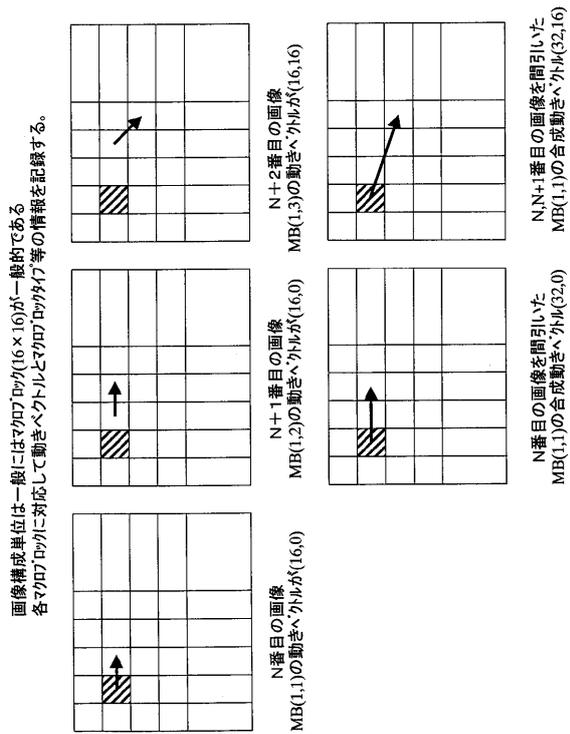 画像構成単位は一般にはマクロブロック(16×16)が一般的である
各マクロブロックに対応して動きベクトルとマクロブロックタイプ等の情報を記録する。
N番目の画像
MB(1,1)の動きベクトルが(16,0)
N+1番目の画像
MB(1,2)の動きベクトルが(16,0)
N+2番目の画像
MB(1,3)の動きベクトルが(16,16)
N番目の画像を間引いた
MB(1,1)の合成動きベクトル(32,0)
N,N+1番目の画像を間引いた
MB(1,1)の合成動きベクトル(32,16)